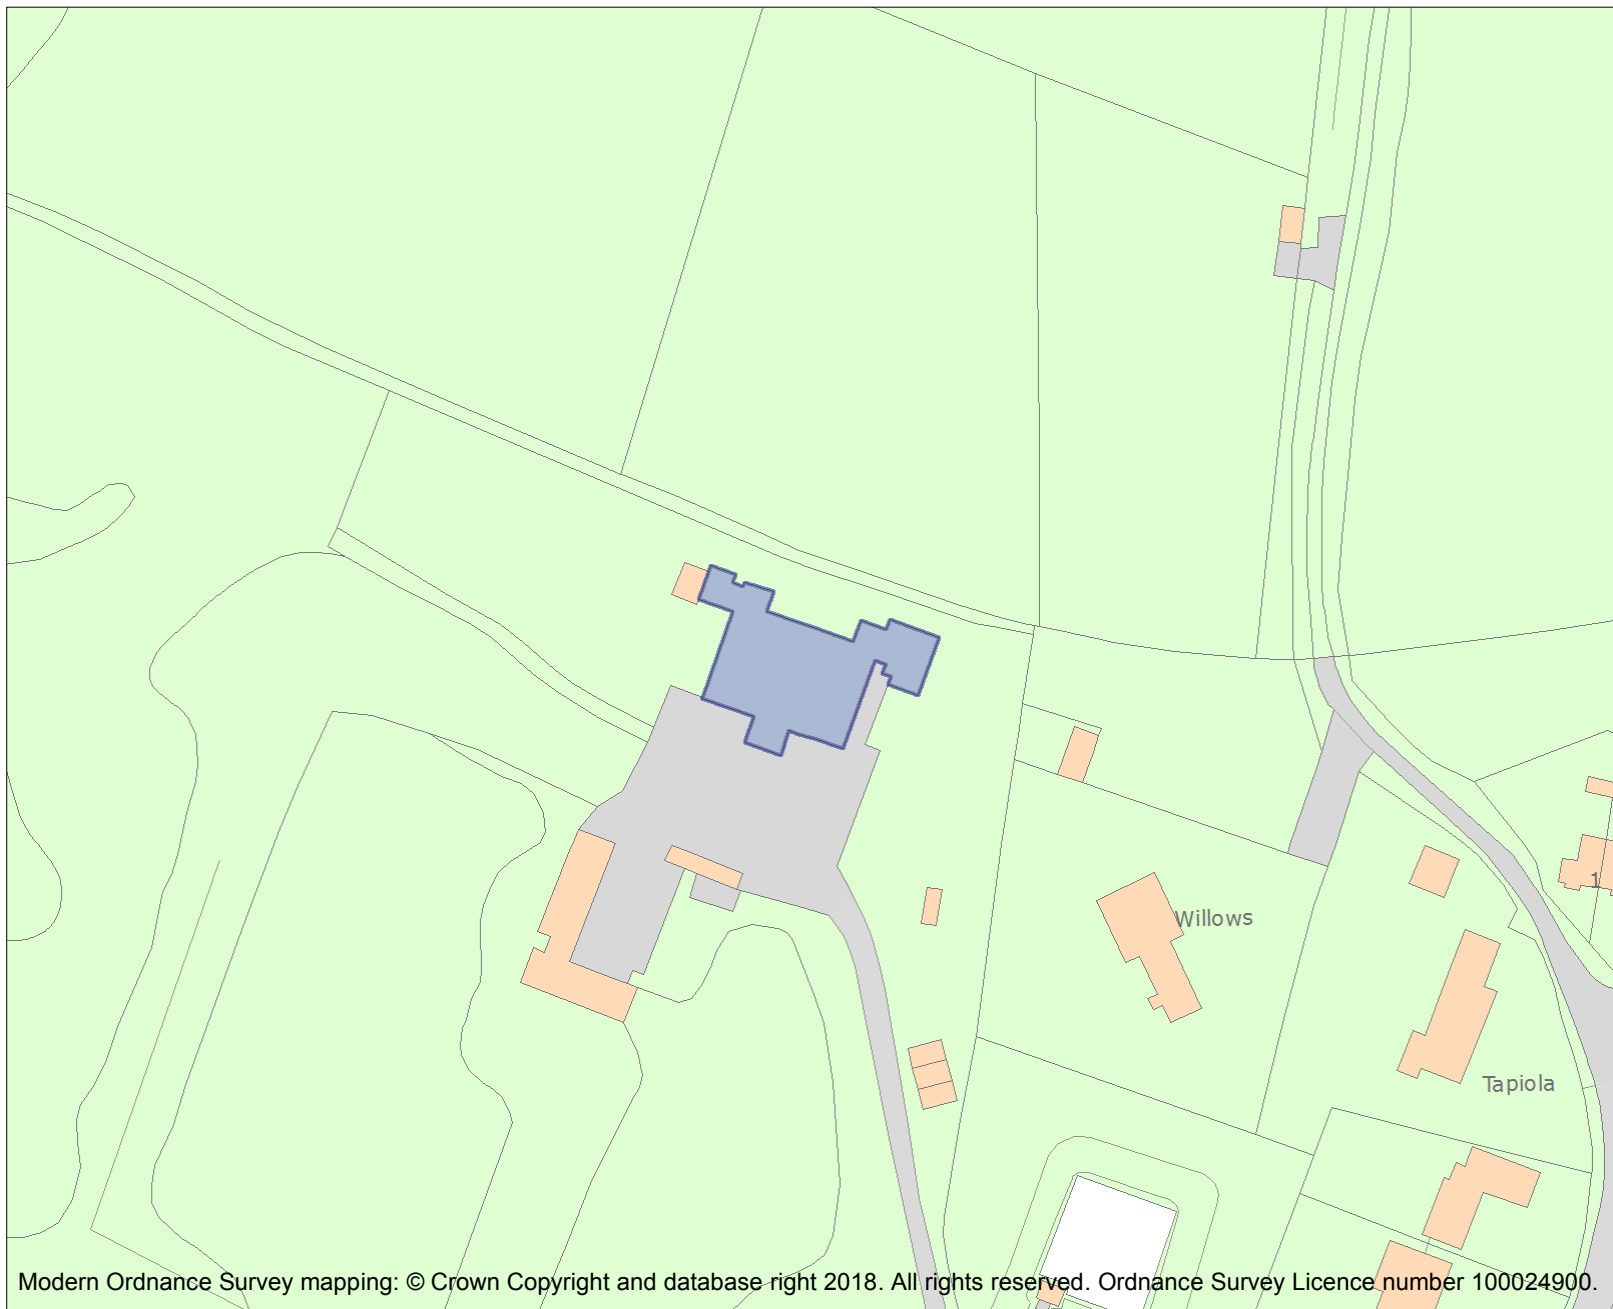 1
Willows
Tapiola
Modern Ordnance Survey mapping: © Crown Copyright and database right 2018. All rights reserved. Ordnance Survey Licence number 100024900.